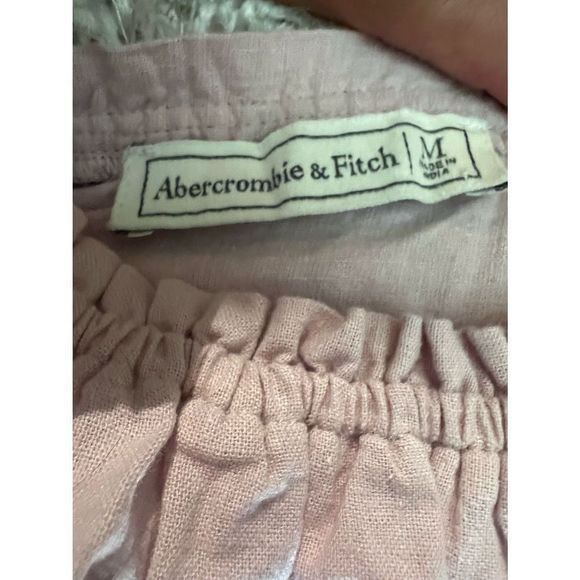 Abercrombie & Fitch
M
MADE IN
INDIA